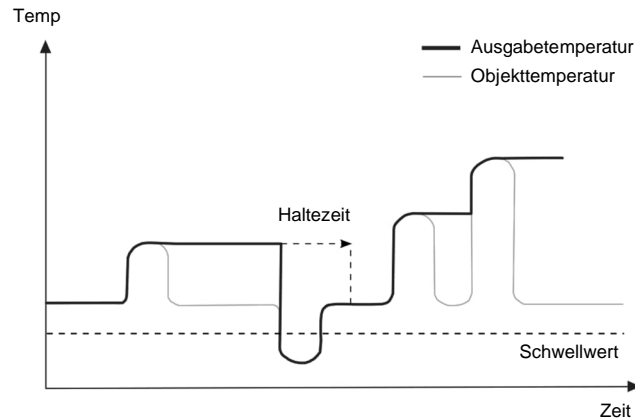 Temp
Ausgabetemperatur
Objekttemperatur
Haltezeit
Schwellwert
Zeit